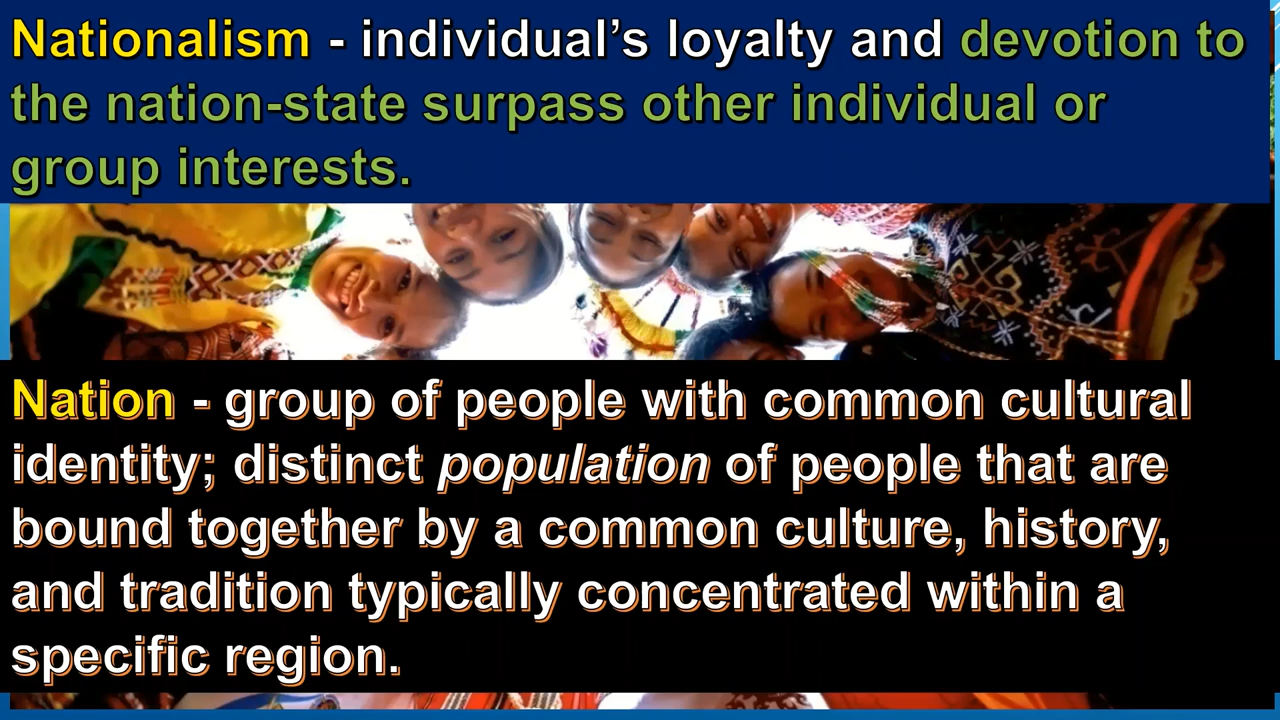 Nationalism - individual’s loyalty and devotion to
the nation-state surpass other individual or
group interests.
Nation - group of people with common cultural
identity; distinct population of people that are
bound together by a common culture, history,
and tradition typically concentrated within a
specific region.